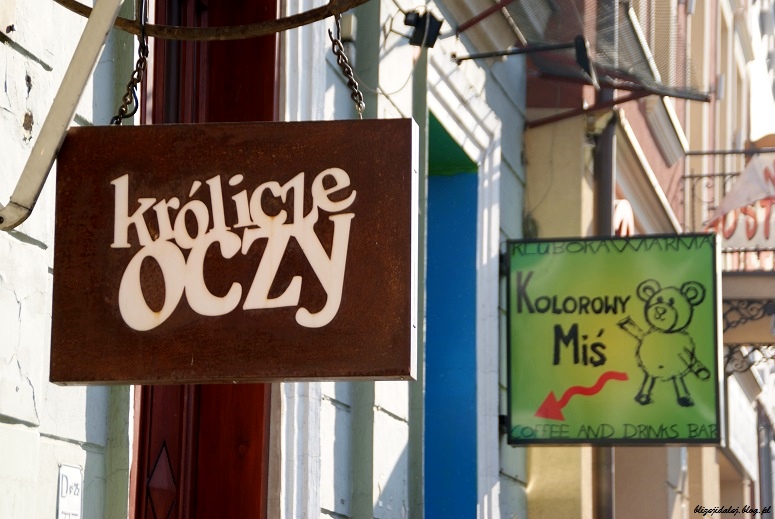 królicze
oczy
KLUBOKAWIARNIA
KOLOROWY
MIŚ
COFFEE AND DRINKS BAR
blizejidalej.blog.pl